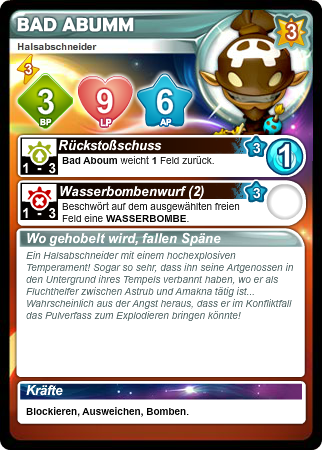 BAD ABUMM
3
Halsabschneider
3
3
BP
9
LP
6
AP
Rückstoßschuss
3
1
1 - 3
Bad Aboum weicht 1 Feld zurück.
Wasserbombenwurf (2)
3
1 - 3
Beschwört auf dem ausgewählten freien
Feld eine WASSERBOMBE.
Wo gehobelt wird, fallen Späne
Ein Halsabschneider mit einem hochexplosiven
Temperament! Sogar so sehr, dass ihn seine Artgenossen in
den Untergrund ihres Tempels verbannt haben, wo er als
Fluchthelfer zwischen Astrub und Amakna tätig ist...
Wahrscheinlich aus der Angst heraus, dass er im Konfliktfall
das Pulverfass zum Explodieren bringen könnte!
Kräfte
Blockieren, Ausweichen, Bomben.